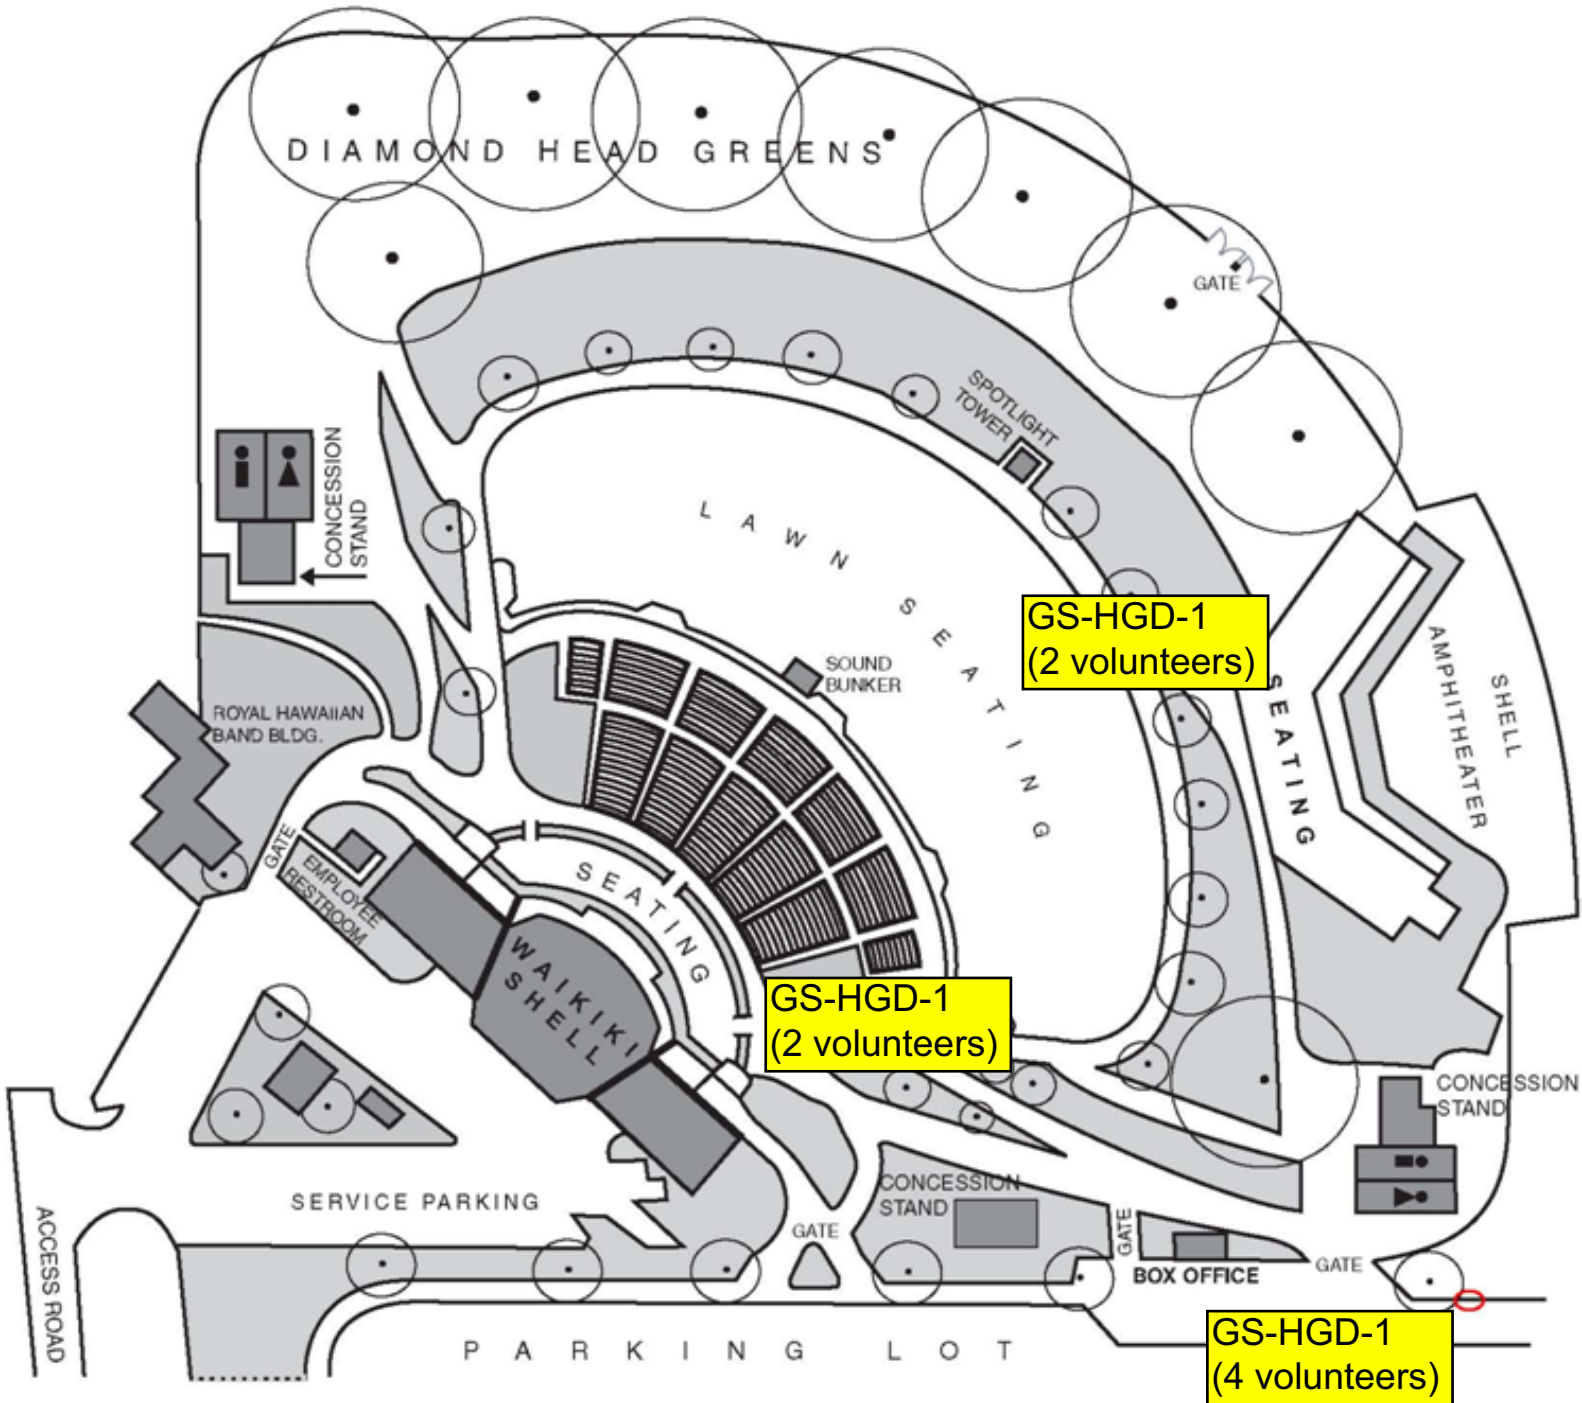 DIAMOND HEAD GREENS
GATE
SPOTLIGHT
TOWER
CONCESSION
STAND
LAWN SEATING
GS-HGD-1
(2 volunteers)
SOUND
BUNKER
SEATING
SHELL
AMPHITHEATER
ROYAL HAWAIIAN
BAND BLDG.
GATE
EMPLOYEE
RESTROOM
SEATING
WAIKIKI
SHELL
GS-HGD-1
(2 volunteers)
CONCESSION
STAND
SERVICE PARKING
CONCESSION
STAND
GATE
GATE
BOX OFFICE
GATE
ACCESS ROAD
PARKING LOT
GS-HGD-1
(4 volunteers)